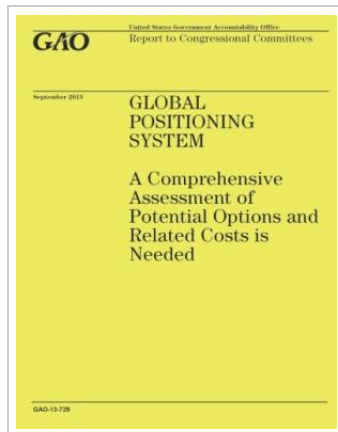 United States Government Accountability Office
GAO
Report to Congressional Committees
September 2013
GLOBAL
POSITIONING
SYSTEM
A Comprehensive
Assessment of
Potential Options and
Related Costs is
Needed
GAO-13-729